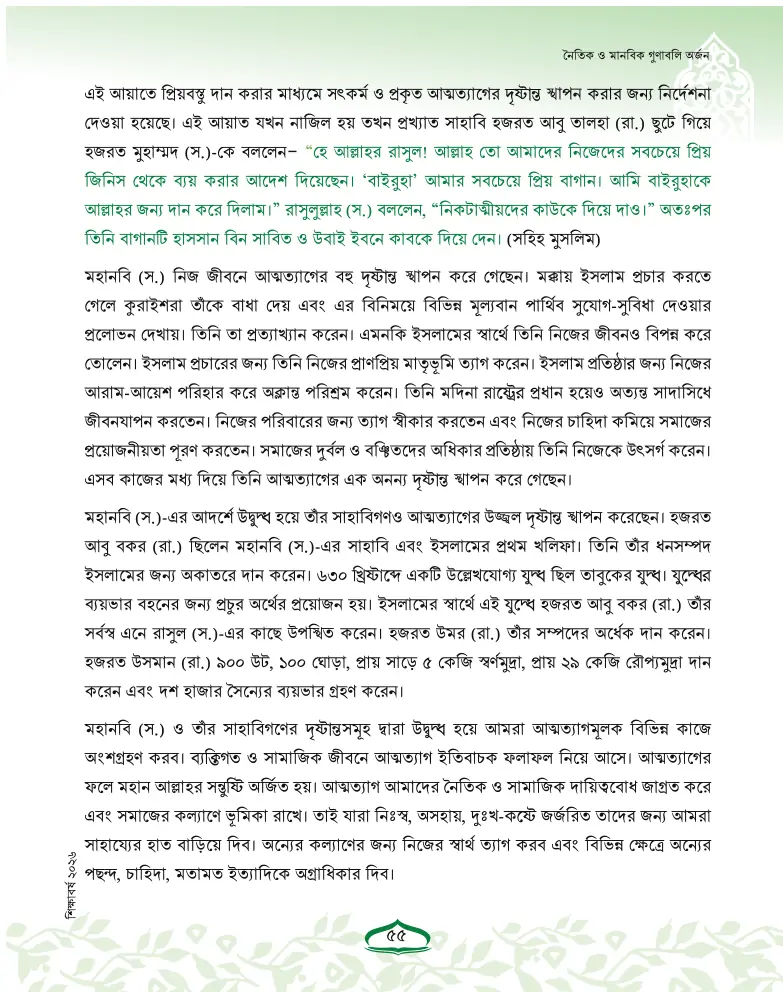 নৈতিক ও মানবিক গুণাবলি অর্জন
এই আয়াতে প্রিয়বস্তু দান করার মাধ্যমে সৎকর্ম ও প্রকৃত আত্মত্যাগের দৃষ্টান্ত স্থাপন করার জন্য নির্দেশনা
দেওয়া হয়েছে। এই আয়াত যখন নাজিল হয় তখন প্রখ্যাত সাহাবি হজরত আবু তালহা (রা.) ছুটে গিয়ে
হজরত মুহাম্মদ (স.)-কে বললেন– “হে আল্লাহর রাসুল! আল্লাহ তো আমাদের নিজেদের সবচেয়ে প্রিয়
জিনিস থেকে ব্যয় করার আদেশ দিয়েছেন। ‘বাইরুহা’ আমার সবচেয়ে প্রিয় বাগান। আমি বাইরুহাকে
আল্লাহর জন্য দান করে দিলাম।” রাসুলুল্লাহ (স.) বললেন, “নিকটাত্মীয়দের কাউকে দিয়ে দাও।” অতঃপর
তিনি বাগানটি হাসসান বিন সাবিত ও উবাই ইবনে কাবকে দিয়ে দেন। (সহিহ মুসলিম)
মহানবি (স.) নিজ জীবনে আত্মত্যাগের বহু দৃষ্টান্ত স্থাপন করে গেছেন। মক্কায় ইসলাম প্রচার করতে
গেলে কুরাইশরা তাঁকে বাধা দেয় এবং এর বিনিময়ে বিভিন্ন মূল্যবান পার্থিব সুযোগ-সুবিধা দেওয়ার
প্রলোভন দেখায়। তিনি তা প্রত্যাখ্যান করেন। এমনকি ইসলামের স্বার্থে তিনি নিজের জীবনও বিপন্ন করে
তোলেন। ইসলাম প্রচারের জন্য তিনি নিজের প্রাণপ্রিয় মাতৃভূমি ত্যাগ করেন। ইসলাম প্রতিষ্ঠার জন্য নিজের
আরাম-আয়েশ পরিহার করে অক্লান্ত পরিশ্রম করেন। তিনি মদিনা রাষ্ট্রের প্রধান হয়েও অত্যন্ত সাদাসিধে
জীবনযাপন করতেন। নিজের পরিবারের জন্য ত্যাগ স্বীকার করতেন এবং নিজের চাহিদা কমিয়ে সমাজের
প্রয়োজনীয়তা পূরণ করতেন। সমাজের দুর্বল ও বঞ্চিতদের অধিকার প্রতিষ্ঠায় তিনি নিজেকে উৎসর্গ করেন।
এসব কাজের মধ্য দিয়ে তিনি আত্মত্যাগের এক অনন্য দৃষ্টান্ত স্থাপন করে গেছেন।
মহানবি (স.)-এর আদর্শে উদ্বুদ্ধ হয়ে তাঁর সাহাবিগণও আত্মত্যাগের উজ্জ্বল দৃষ্টান্ত স্থাপন করেছেন। হজরত
আবু বকর (রা.) ছিলেন মহানবি (স.)-এর সাহাবি এবং ইসলামের প্রথম খলিফা। তিনি তাঁর ধনসম্পদ
ইসলামের জন্য অকাতরে দান করেন। ৬৩০ খ্রিষ্টাব্দে একটি উল্লেখযোগ্য যুদ্ধ ছিল তাবুকের যুদ্ধ। যুদ্ধের
ব্যয়ভার বহনের জন্য প্রচুর অর্থের প্রয়োজন হয়। ইসলামের স্বার্থে এই যুদ্ধে হজরত আবু বকর (রা.) তাঁর
সর্বস্ব এনে রাসুল (স.)-এর কাছে উপস্থিত করেন। হজরত উমর (রা.) তাঁর সম্পদের অর্ধেক দান করেন।
হজরত উসমান (রা.) ৯০০ উট, ১০০ ঘোড়া, প্রায় সাড়ে ৫ কেজি স্বর্ণমুদ্রা, প্রায় ২৯ কেজি রৌপ্যমুদ্রা দান
করেন এবং দশ হাজার সৈন্যের ব্যয়ভার গ্রহণ করেন।
মহানবি (স.) ও তাঁর সাহাবিগণের দৃষ্টান্তসমূহ দ্বারা উদ্বুদ্ধ হয়ে আমরা আত্মত্যাগমূলক বিভিন্ন কাজে
অংশগ্রহণ করব। ব্যক্তিগত ও সামাজিক জীবনে আত্মত্যাগ ইতিবাচক ফলাফল নিয়ে আসে। আত্মত্যাগের
ফলে মহান আল্লাহর সন্তুষ্টি অর্জিত হয়। আত্মত্যাগ আমাদের নৈতিক ও সামাজিক দায়িত্ববোধ জাগ্রত করে
এবং সমাজের কল্যাণে ভূমিকা রাখে। তাই যারা নিঃস্ব, অসহায়, দুঃখ-কষ্টে জর্জরিত তাদের জন্য আমরা
সাহায্যের হাত বাড়িয়ে দিব। অন্যের কল্যাণের জন্য নিজের স্বার্থ ত্যাগ করব এবং বিভিন্ন ক্ষেত্রে অন্যের
পছন্দ, চাহিদা, মতামত ইত্যাদিকে অগ্রাধিকার দিব।
শিক্ষাবর্ষ ২০২৬
৫৫